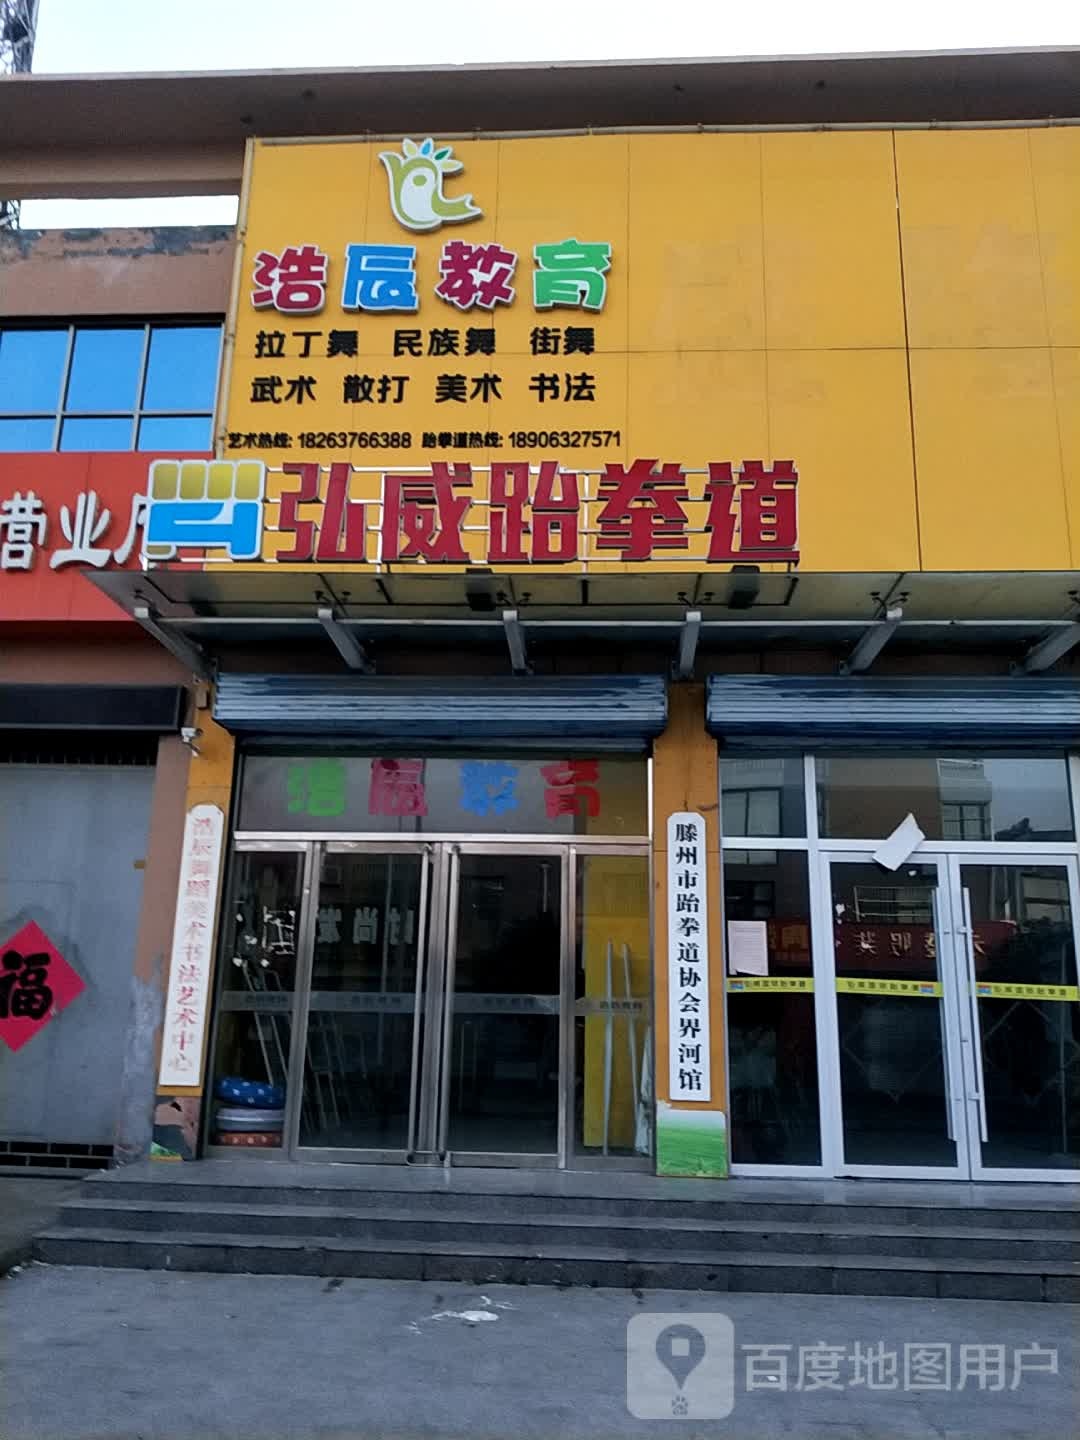 浩辰教育
拉丁舞 民族舞 街舞
武术 散打 美术 书法
艺术热线: 18263766388 跆拳道热线: 18906327571
弘威跆拳道
营业厅
浩辰教育
浩辰舞蹈美术书法艺术中心
滕州市跆拳道协会界河馆
福
百度地图用户